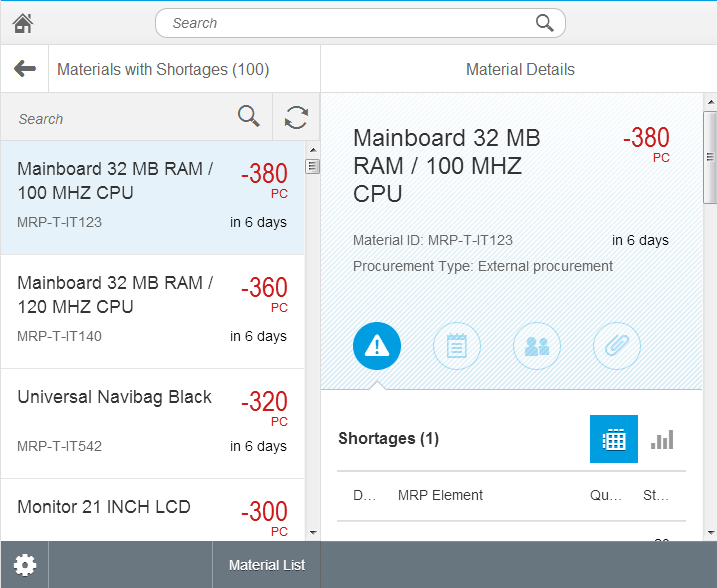 Search
Materials with Shortages (100)
Material Details
Search
Mainboard 32 MB RAM /
100 MHZ CPU
-380
PC
MRP-T-IT123
in 6 days
Mainboard 32 MB RAM /
120 MHZ CPU
-360
PC
MRP-T-IT140
in 6 days
Universal Navibag Black
-320
PC
MRP-T-IT542
in 6 days
Monitor 21 INCH LCD
-300
PC
Mainboard 32 MB
RAM / 100 MHZ
CPU
-380
PC
Material ID: MRP-T-IT123
in 6 days
Procurement Type: External procurement
Shortages (1)
D... MRP Element Qu... St...
Material List